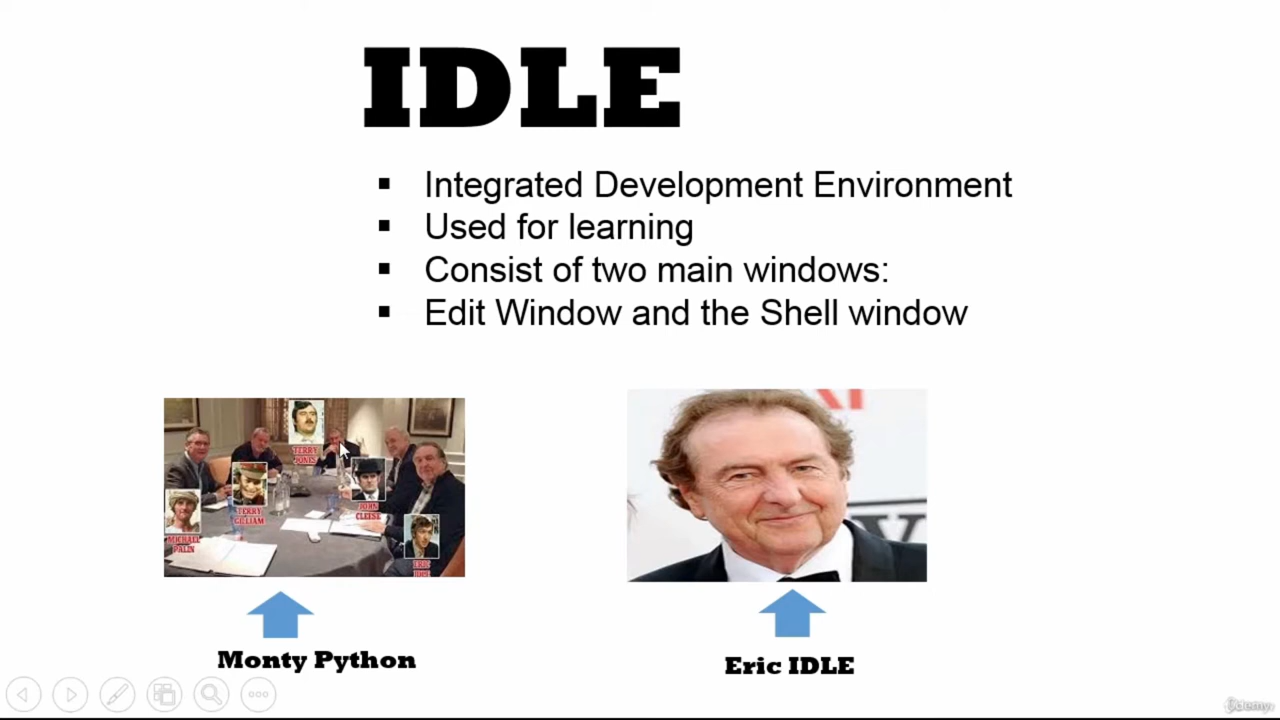 IDLE
Integrated Development Environment
Used for learning
Consist of two main windows:
Edit Window and the Shell window
TERRY
JONES
TERRY
GILLIAM
JOHN
CLEESE
MICHAEL
PALIN
ERIC
IDLE
Monty Python
Eric IDLE
Udemy